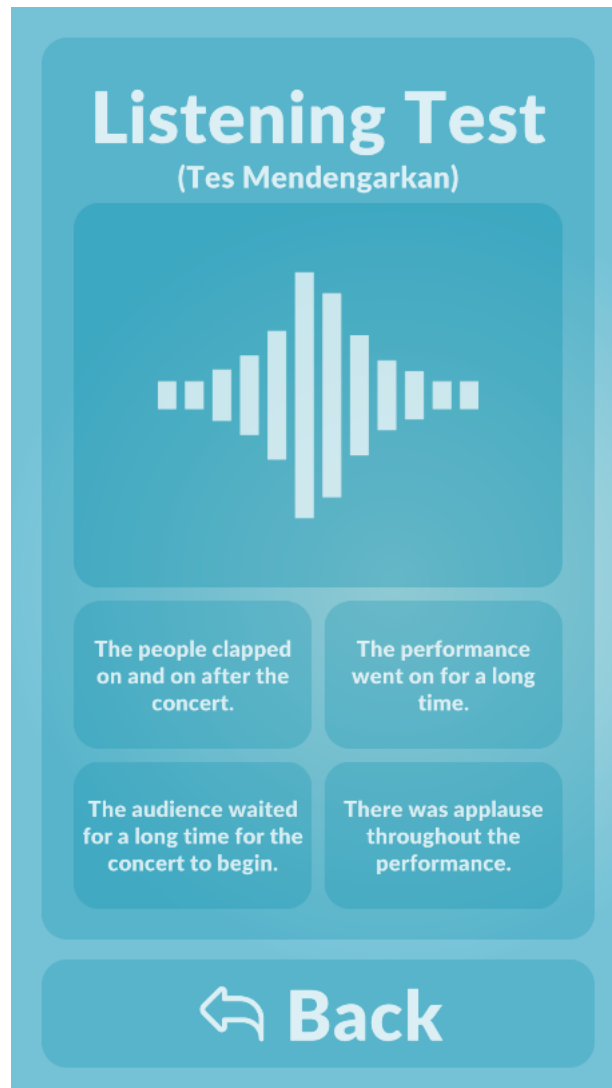 Listening Test
(Tes Mendengarkan)
The people clapped
on and on after the
concert.
The performance
went on for a long
time.
The audience waited
for a long time for the
concert to begin.
There was applause
throughout the
performance.
Back